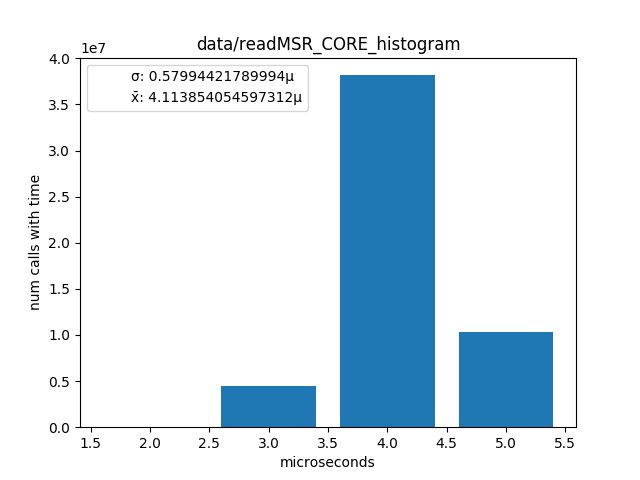 data/readMSR_CORE_histogram
1e7
σ: 0.57994421789994μ
x̄: 4.113854054597312μ
4.0
3.5
3.0
2.5
2.0
1.5
1.0
0.5
0.0
num calls with time
1.5 2.0 2.5 3.0 3.5 4.0 4.5 5.0 5.5
microseconds